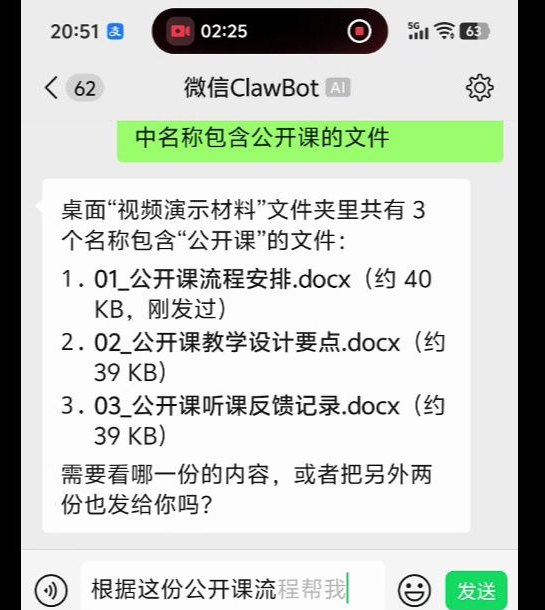 20:51 支 02:25 5G 63
62 微信ClawBot AI
中名称包含公开课的文件
桌面“视频演示材料”文件夹里共有 3
个名称包含“公开课”的文件：
1. 01_公开课流程安排.docx（约 40
KB，刚发过）
2. 02_公开课教学设计要点.docx（约
39 KB）
3. 03_公开课听课反馈记录.docx（约
39 KB）
需要看哪一份的内容，或者把另外两
份也发给你吗？
根据这份公开课流程帮我 发送